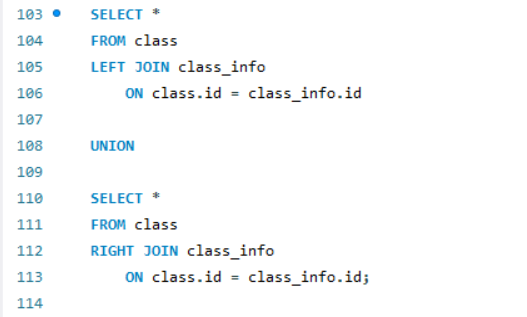 103 SELECT *
104 FROM class
105 LEFT JOIN class_info
106 ON class.id = class_info.id
107
108 UNION
109
110 SELECT *
111 FROM class
112 RIGHT JOIN class_info
113 ON class.id = class_info.id;
114